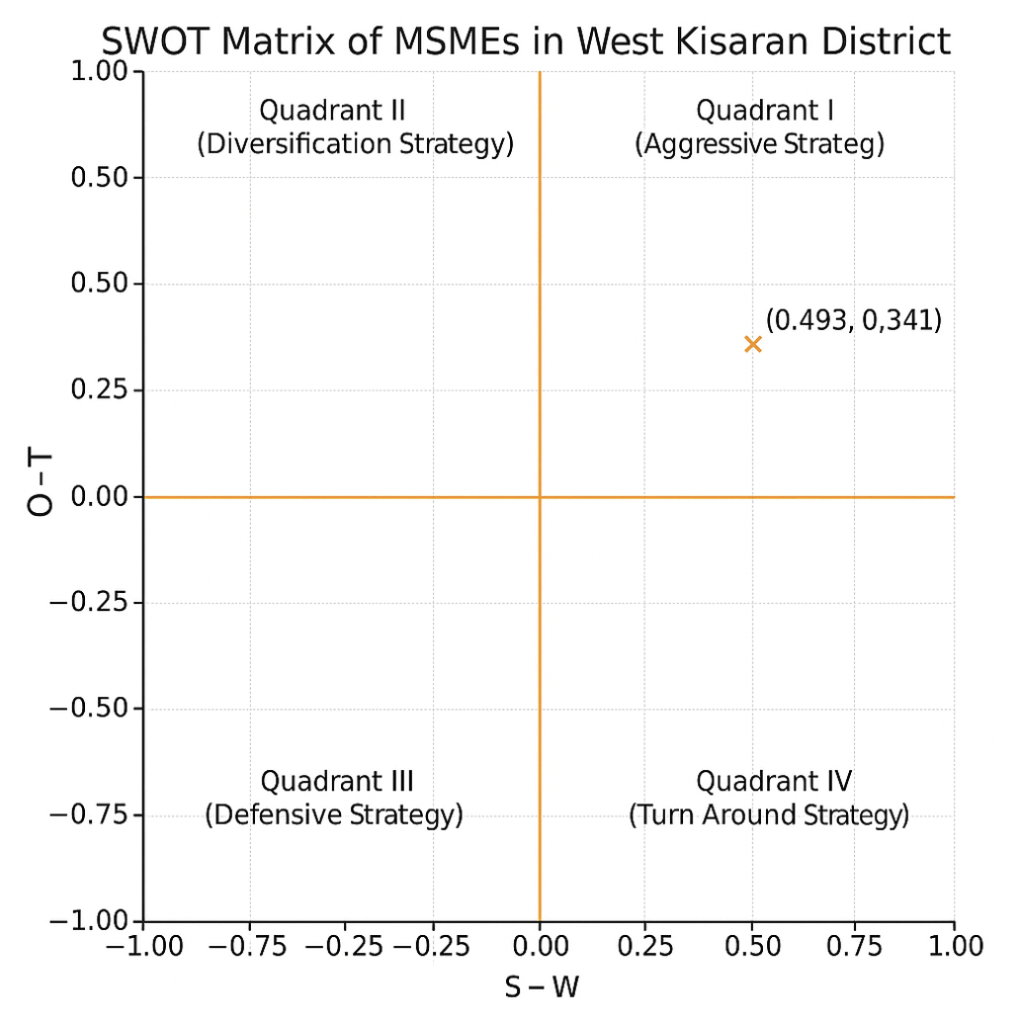 SWOT Matrix of MSMEs in West Kisaran District
1.00
Quadrant II
(Diversification Strategy)
Quadrant I
(Aggressive Strateg)
0.50
0.50
(0.493, 0,341)
0.25
O – T
0.00
−0.25
−0.50
Quadrant III
(Defensive Strategy)
Quadrant IV
(Turn Around Strategy)
−0.75
−1.00
−1.00 −0.75 −0.25 −0.25 0.00 0.25 0.50 0.75 1.00
S – W